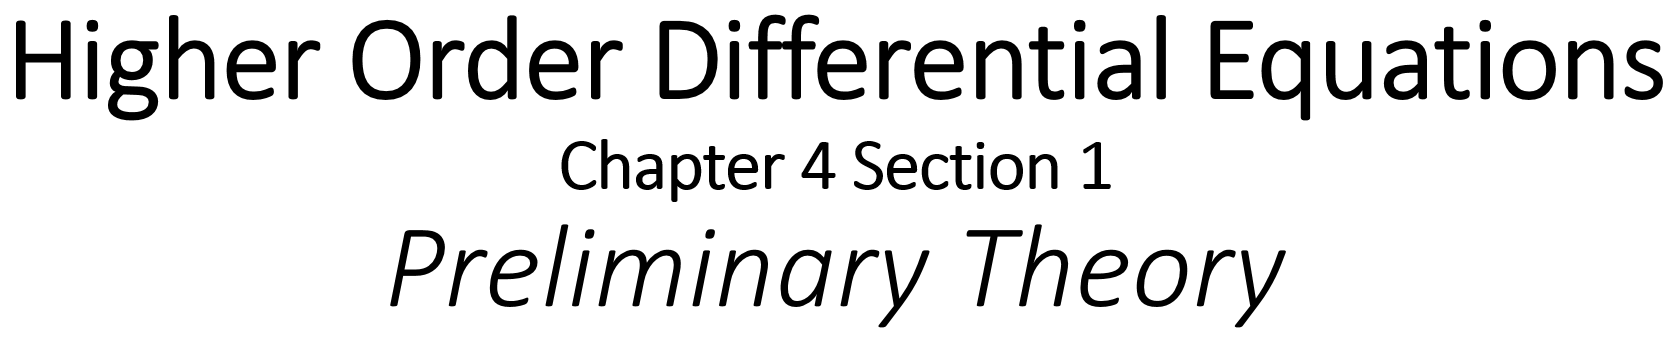 Higher Order Differential Equations
Chapter 4 Section 1
Preliminary Theory